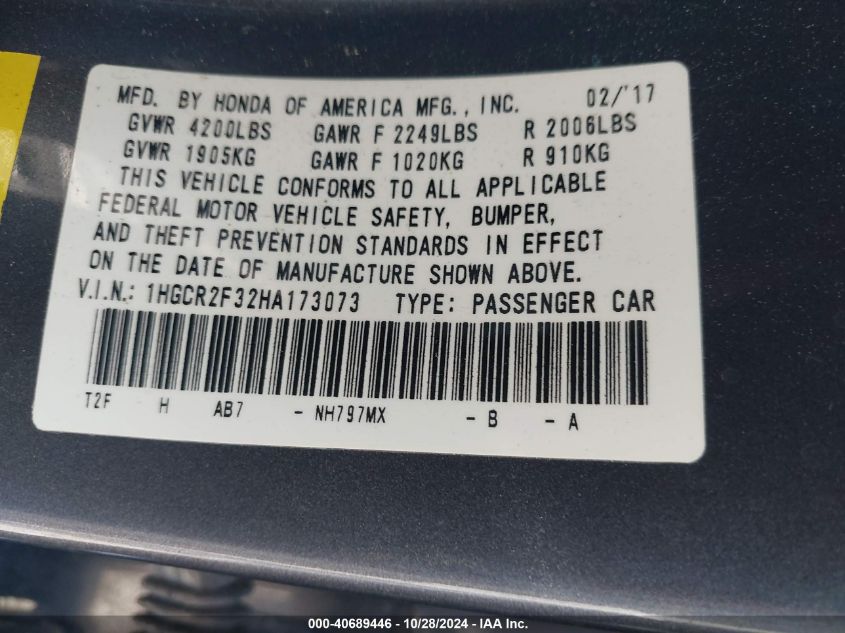 MFD. BY HONDA OF AMERICA MFG., INC. 02/'17
GVWR 4200LBS GAWR F 2249LBS R 2006LBS
GVWR 1905KG GAWR F 1020KG R 910KG
THIS VEHICLE CONFORMS TO ALL APPLICABLE
FEDERAL MOTOR VEHICLE SAFETY, BUMPER,
AND THEFT PREVENTION STANDARDS IN EFFECT
ON THE DATE OF MANUFACTURE SHOWN ABOVE.
V.I.N.: 1HGCR2F32HA173073 TYPE: PASSENGER CAR
T2F H AB7 - NH797MX - B - A
000-40689446 - 10/28/2024 - IAA Inc.